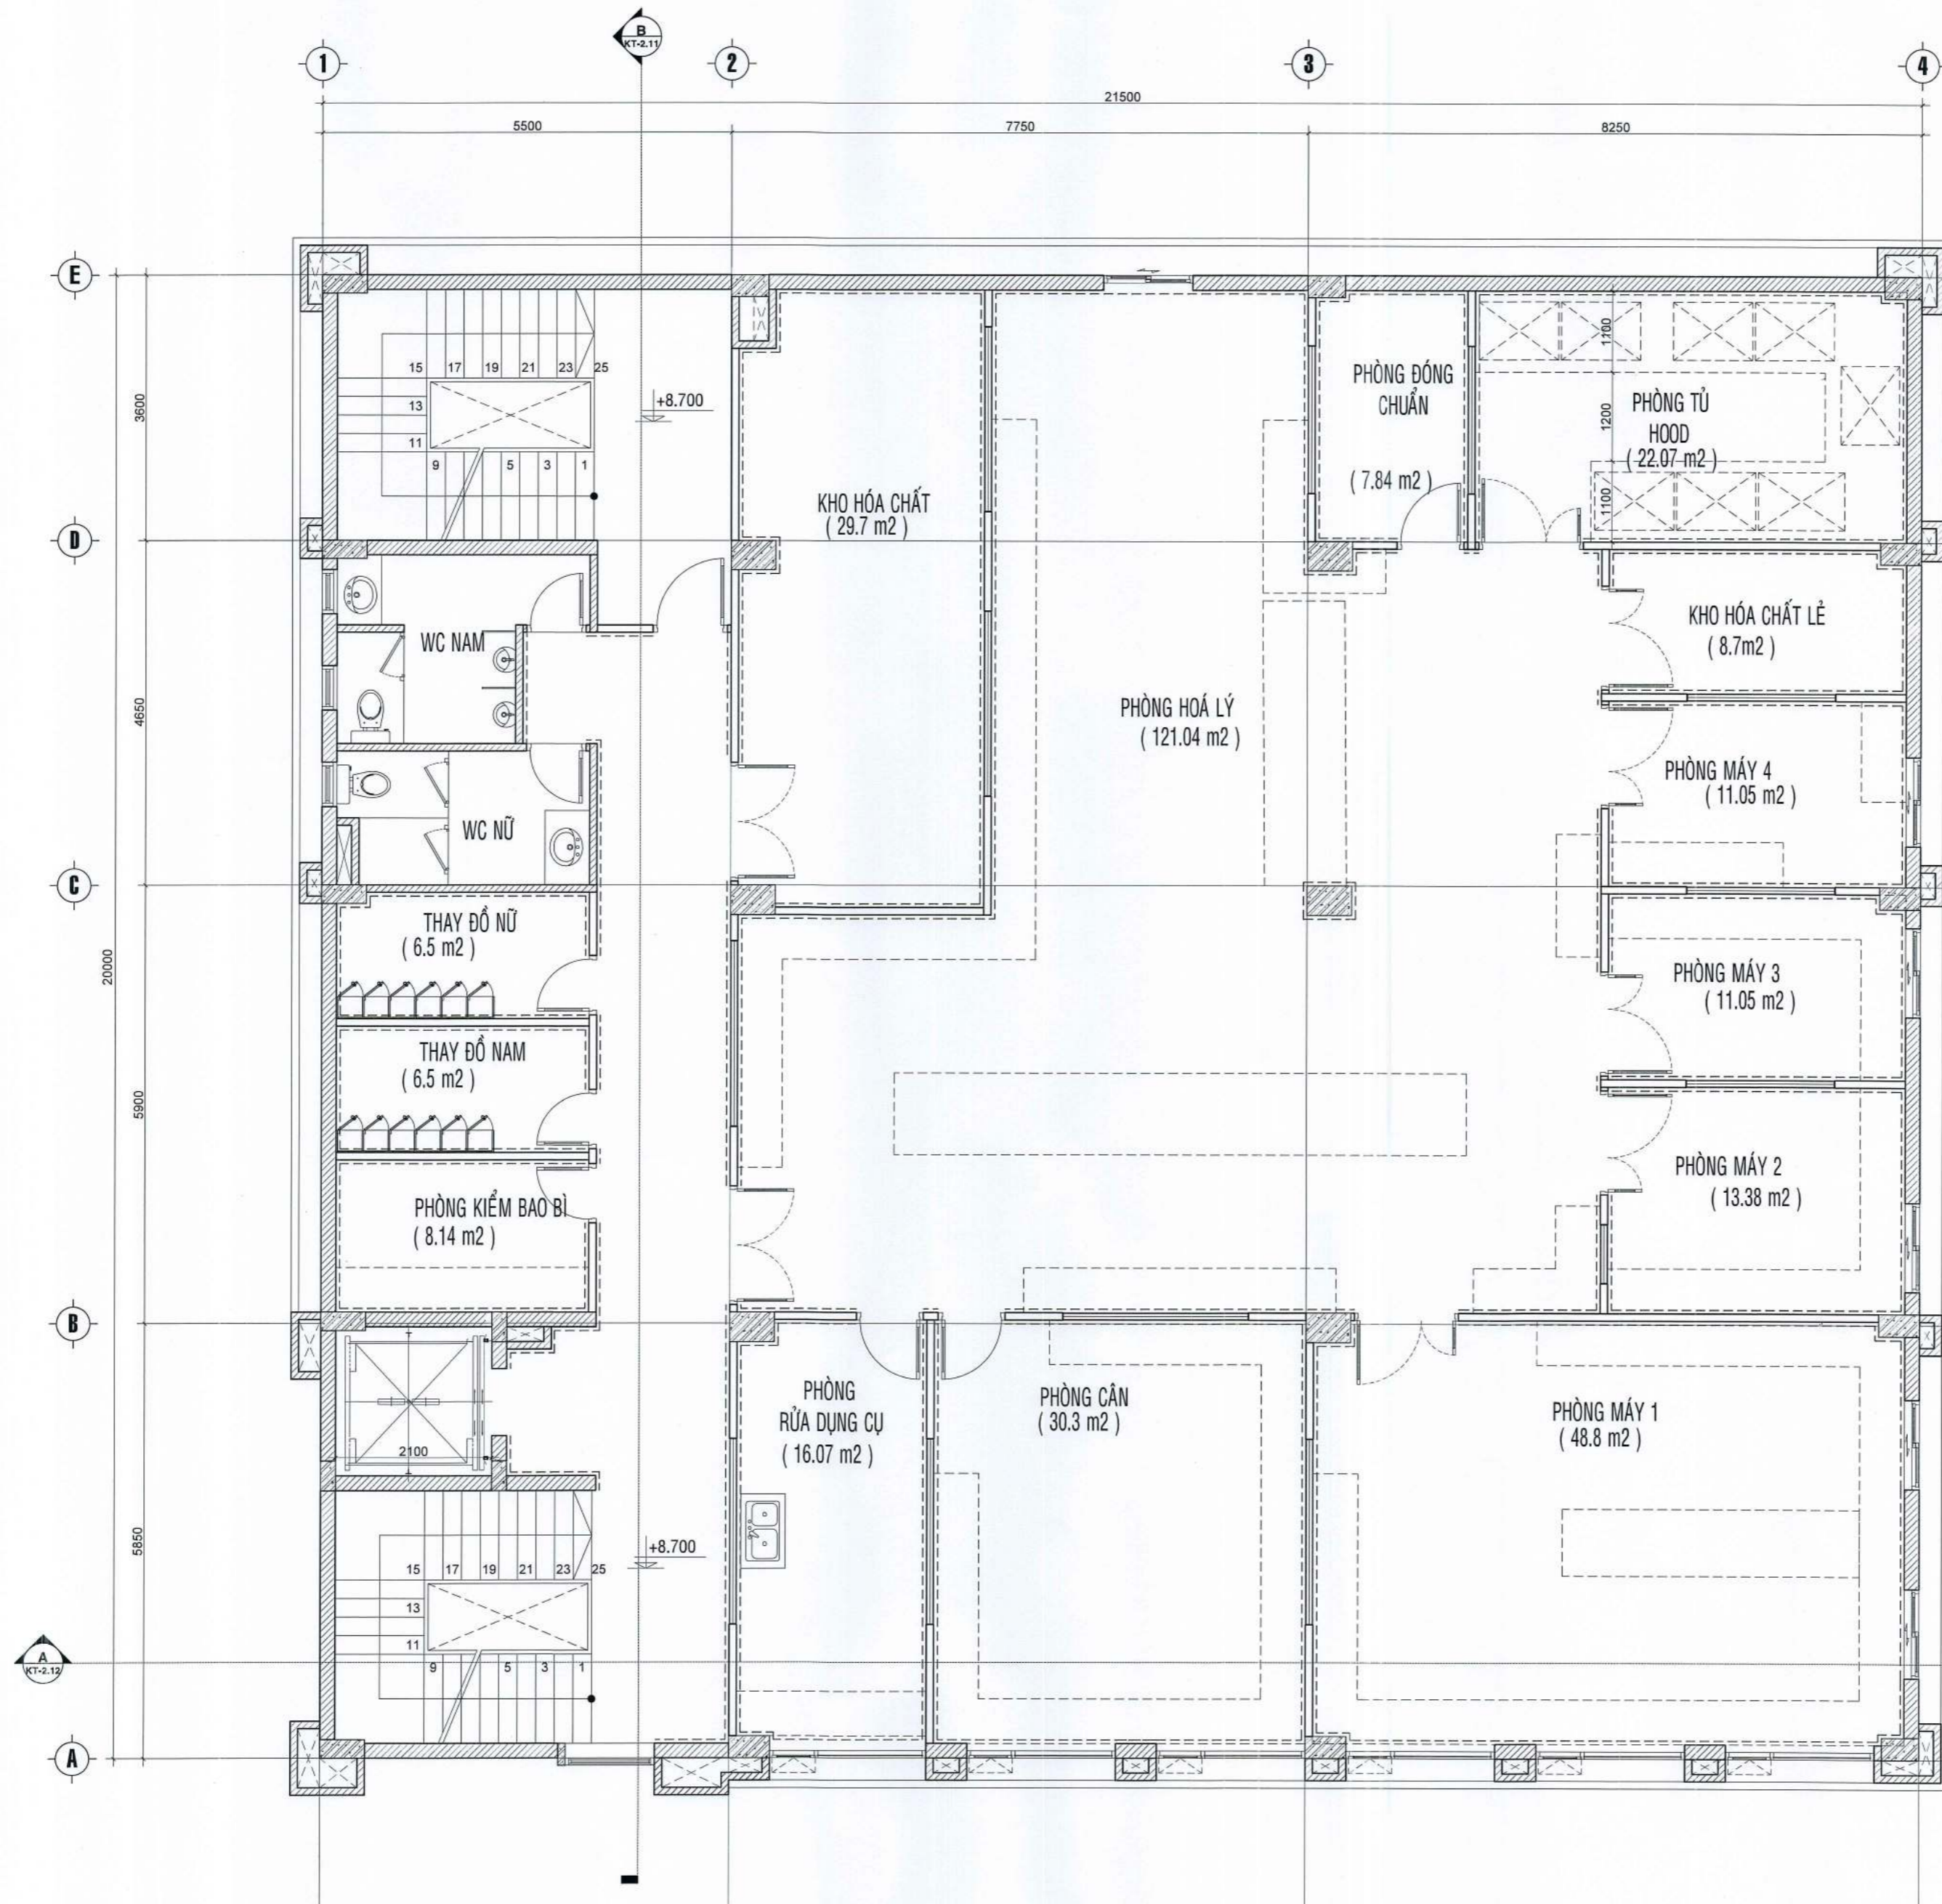 B
KT-2.11
1
2
3
4
21500
5500
7750
8250
E
D
C
B
A
3600
4650
5900
5850
20000
15
17
19
21
23
25
13
11
9
5
3
1
+8.700
KHO HÓA CHẤT
( 29.7 m2 )
PHÒNG ĐÓNG
CHUẨN
( 7.84 m2 )
1100
1200
1100
PHÒNG TỦ
HOOD
( 22.07 m2 )
WC NAM
WC NỮ
KHO HÓA CHẤT LẺ
( 8.7m2 )
PHÒNG HOÁ LÝ
( 121.04 m2 )
PHÒNG MÁY 4
( 11.05 m2 )
THAY ĐỒ NỮ
( 6.5 m2 )
PHÒNG MÁY 3
( 11.05 m2 )
THAY ĐỒ NAM
( 6.5 m2 )
PHÒNG MÁY 2
( 13.38 m2 )
PHÒNG KIỂM BAO BÌ
( 8.14 m2 )
2100
PHÒNG
RỬA DỤNG CỤ
( 16.07 m2 )
PHÒNG CÂN
( 30.3 m2 )
PHÒNG MÁY 1
( 48.8 m2 )
+8.700
15
17
19
21
23
25
13
11
9
5
3
1
A
KT-2.12